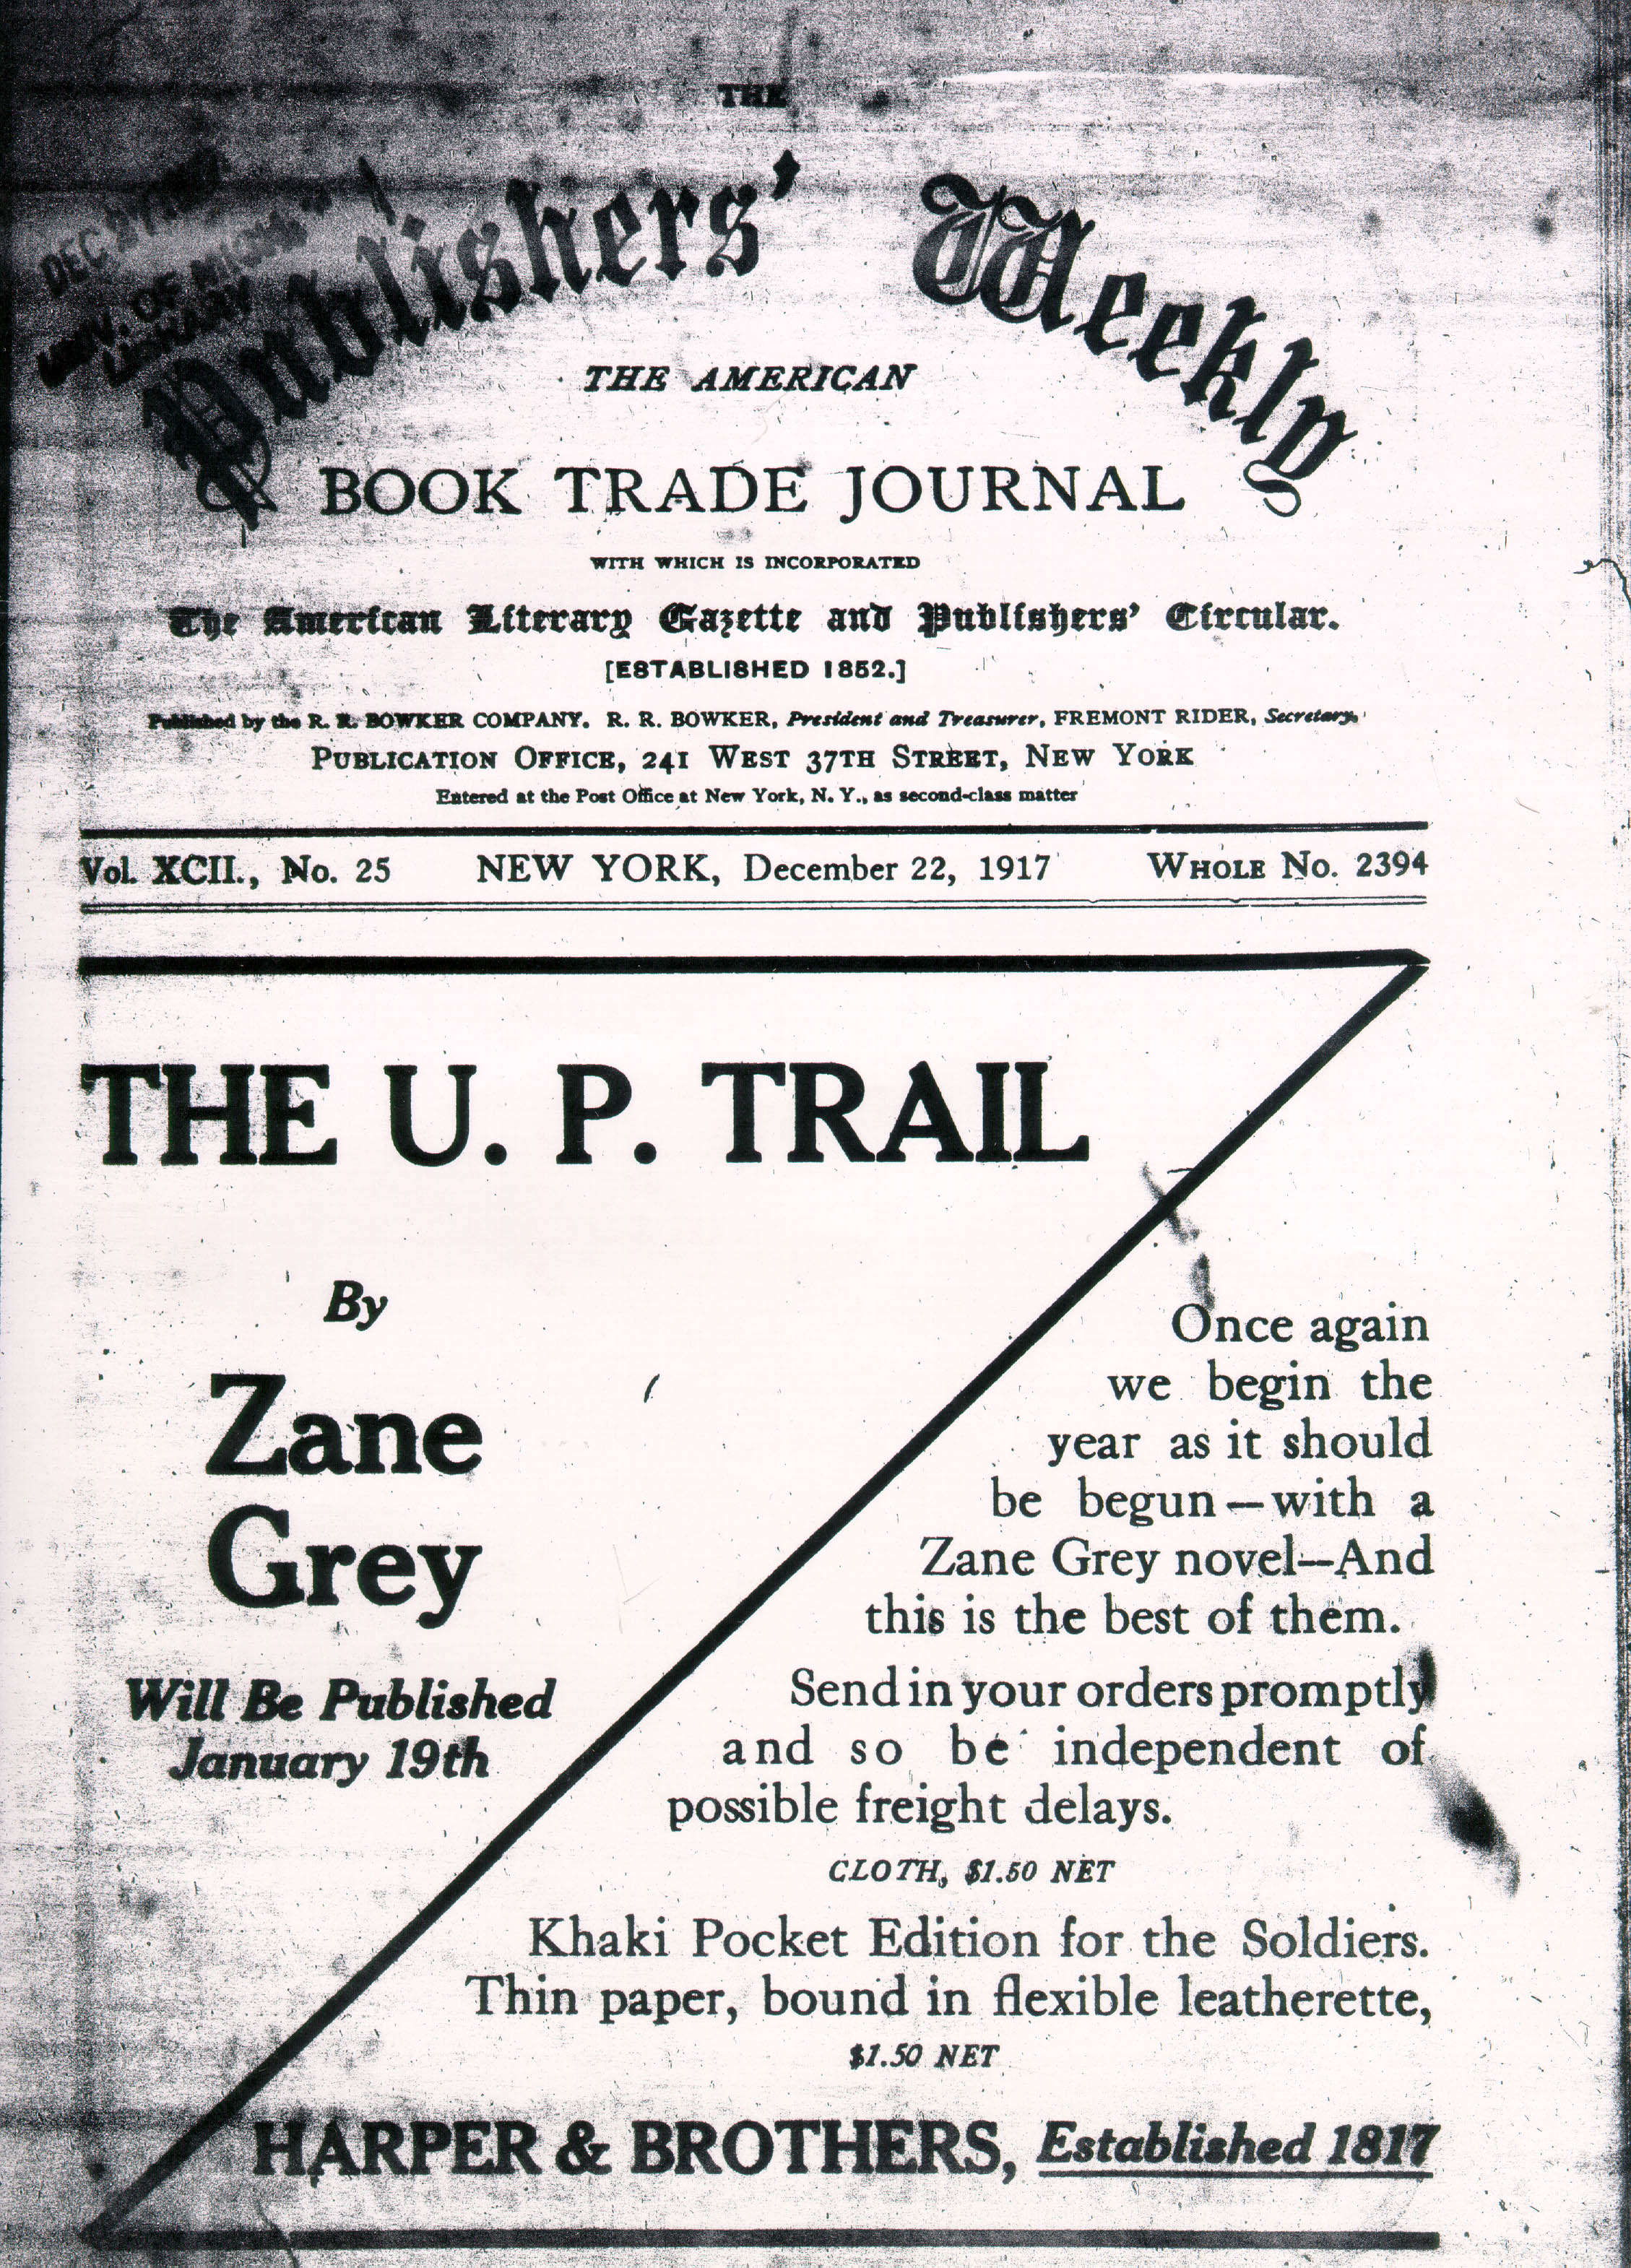 THE
Publishers' Weekly
DEC 27
UNIV. OF MICH.
LIBRARY
THE AMERICAN
BOOK TRADE JOURNAL
WITH WHICH IS INCORPORATED
The American Literary Gazette and Publishers' Circular.
[ESTABLISHED 1852.]
Published by the R. R. BOWKER COMPANY. R. R. BOWKER, President and Treasurer, FREMONT RIDER, Secretary.
PUBLICATION OFFICE, 241 WEST 37TH STREET, NEW YORK
Entered at the Post Office at New York, N. Y., as second-class matter
Vol. XCII., No. 25 NEW YORK, December 22, 1917 WHOLE No. 2394
THE U. P. TRAIL
By
Zane
Grey
Will Be Published
January 19th
Once again
we begin the
year as it should
be begun—with a
Zane Grey novel—And
this is the best of them.
Send in your orders promptly
and so be independent of
possible freight delays.
CLOTH, $1.50 NET
Khaki Pocket Edition for the Soldiers.
Thin paper, bound in flexible leatherette,
$1.50 NET
HARPER & BROTHERS, Established 1817